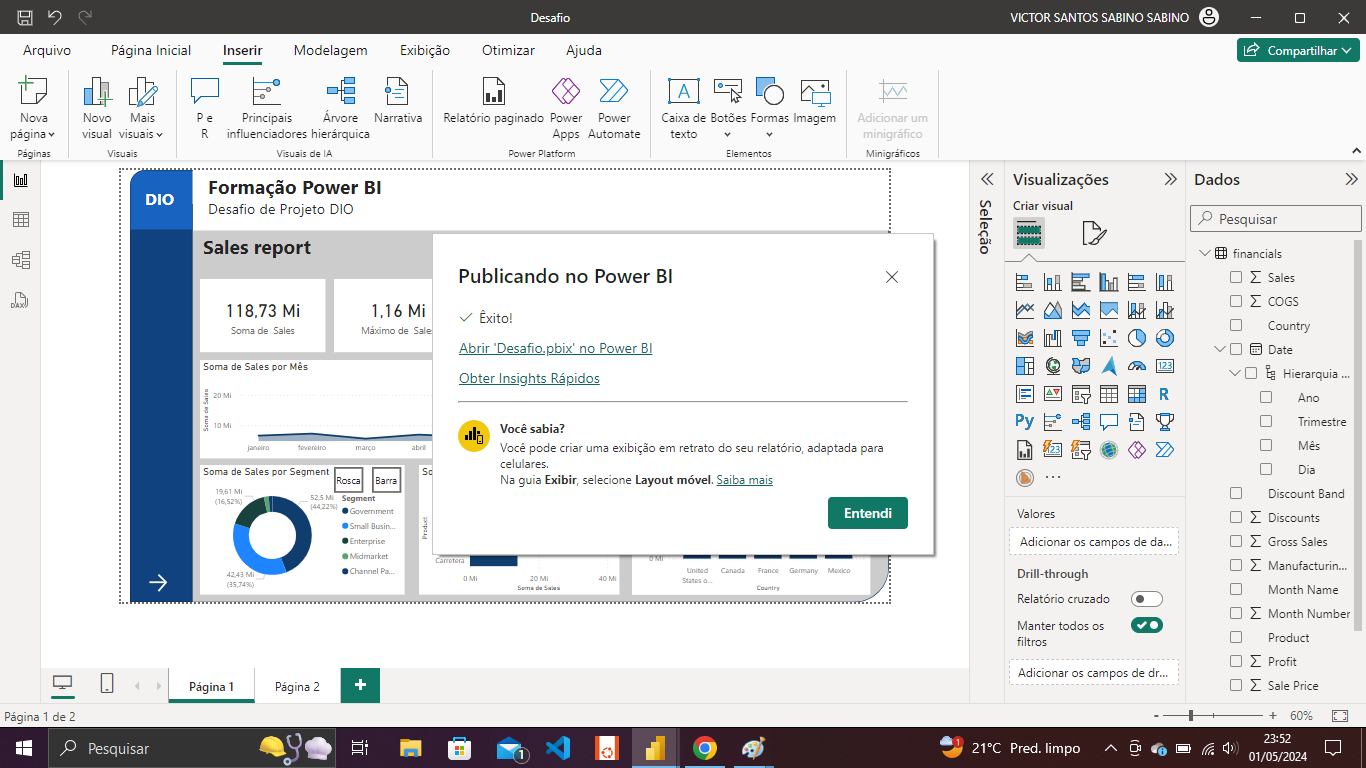 Desafio
VICTOR SANTOS SABINO SABINO
Arquivo
Página Inicial
Inserir
Modelagem
Exibição
Otimizar
Ajuda
Compartilhar
Nova
página
Novo
visual
Mais
visuais
P e
R
Principais
influenciadores
Árvore
hierárquica
Narrativa
Relatório paginado
Power
Apps
Power
Automate
Caixa de
texto
Botões
Formas
Imagem
Adicionar um
minigráfico
Páginas
Visuais
Visuais de IA
Power Platform
Elementos
Minigráficos
DIO
Formação Power BI
Desafio de Projeto DIO
Sales report
118,73 Mi
Soma de Sales
1,16 Mi
Máximo de Sales
Soma de Sales por Mês
Soma de Sales
20 Mi
10 Mi
janeiro
fevereiro
março
abril
Soma de Sales por Segment
Rosca
Barra
19,61 Mi
(16,52%)
52,5 Mi
(44,22%)
42,43 Mi
(35,74%)
Segment
Government
Small Busin...
Enterprise
Midmarket
Channel Pa...
So
Product
Carretera
0 Mi
20 Mi
40 Mi
Soma de Sales
0 Mi
United
States o...
Canada
France
Germany
Mexico
Country
Publicando no Power BI
Êxito!
Abrir 'Desafio.pbix' no Power BI
Obter Insights Rápidos
Você sabia?
Você pode criar uma exibição em retrato do seu relatório, adaptada para
celulares.
Na guia Exibir, selecione Layout móvel. Saiba mais
Entendi
Seleção
Visualizações
Criar visual
R
Py
123
Valores
Adicionar os campos de da...
Drill-through
Relatório cruzado
Manter todos os
filtros
Adicionar os campos de dr...
Dados
Pesquisar
financials
Sales
COGS
Country
Date
Hierarquia ...
Ano
Trimestre
Mês
Dia
Discount Band
Discounts
Gross Sales
Manufacturin...
Month Name
Month Number
Product
Profit
Sale Price
Página 1
Página 2
Página 1 de 2
60%
Pesquisar
1
1
21°C Pred. limpo
23:52
01/05/2024